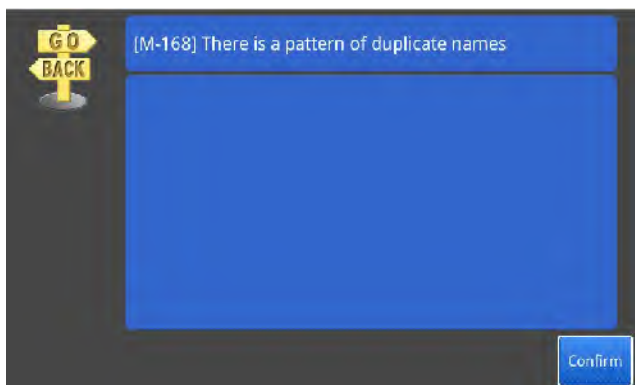 GO
BACK
[M-168] There is a pattern of duplicate names
Confirm